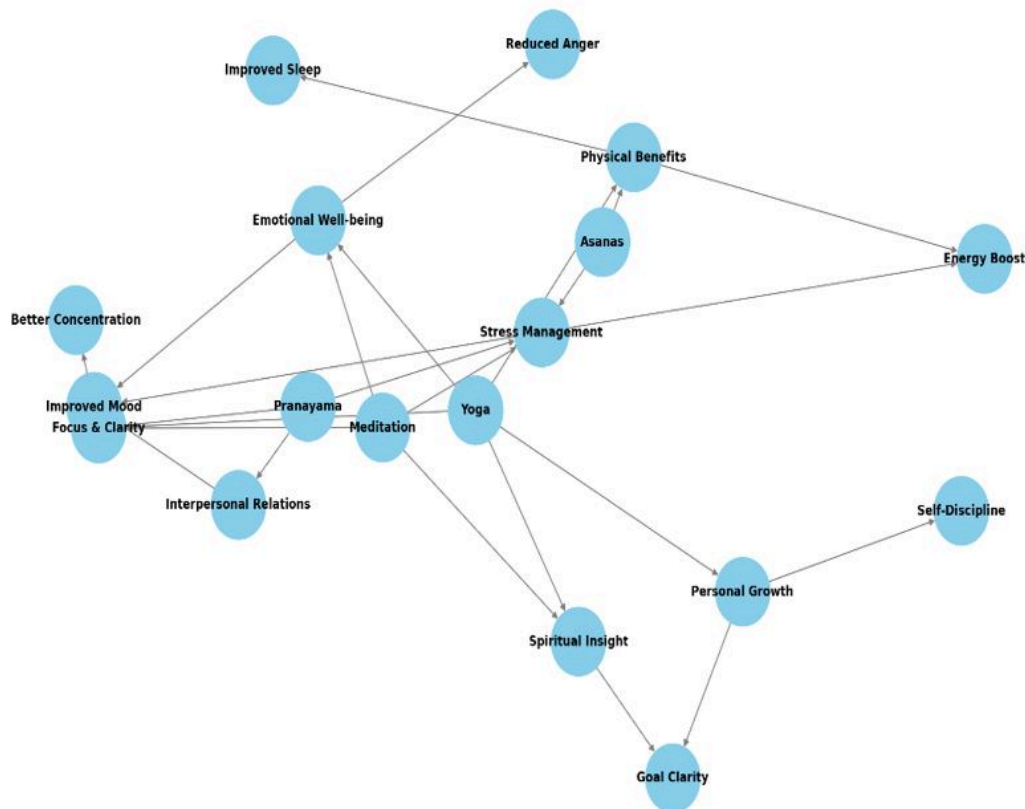 Reduced Anger
Improved Sleep
Physical Benefits
Emotional Well-being
Asanas
Energy Boost
Better Concentration
Stress Management
Improved Mood
Pranayama
Yoga
Focus & Clarity
Meditation
Interpersonal Relations
Self-Discipline
Personal Growth
Spiritual Insight
Goal Clarity